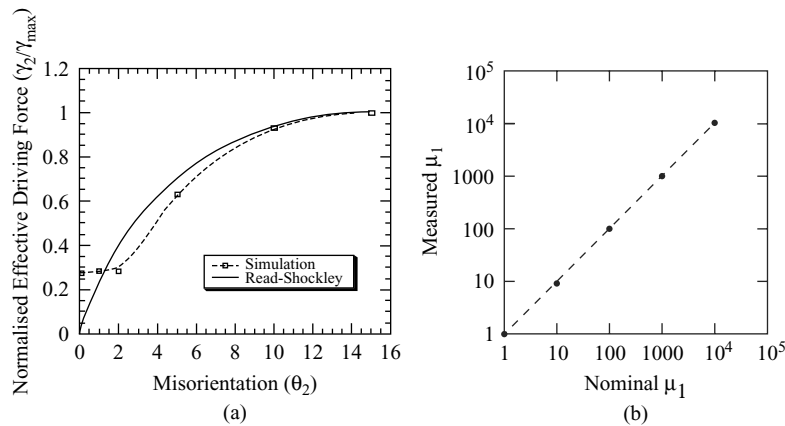 Normalised Effective Driving Force (γ2/γmax)
1.2
1
0.8
0.6
0.4
0.2
0
0 2 4 6 8 10 12 14 16
Simulation
Read-Shockley
Misorientation (θ2)
(a)
Measured μ1
10^5
10^4
1000
100
10
1
1 10 100 1000 10^4 10^5
Nominal μ1
(b)